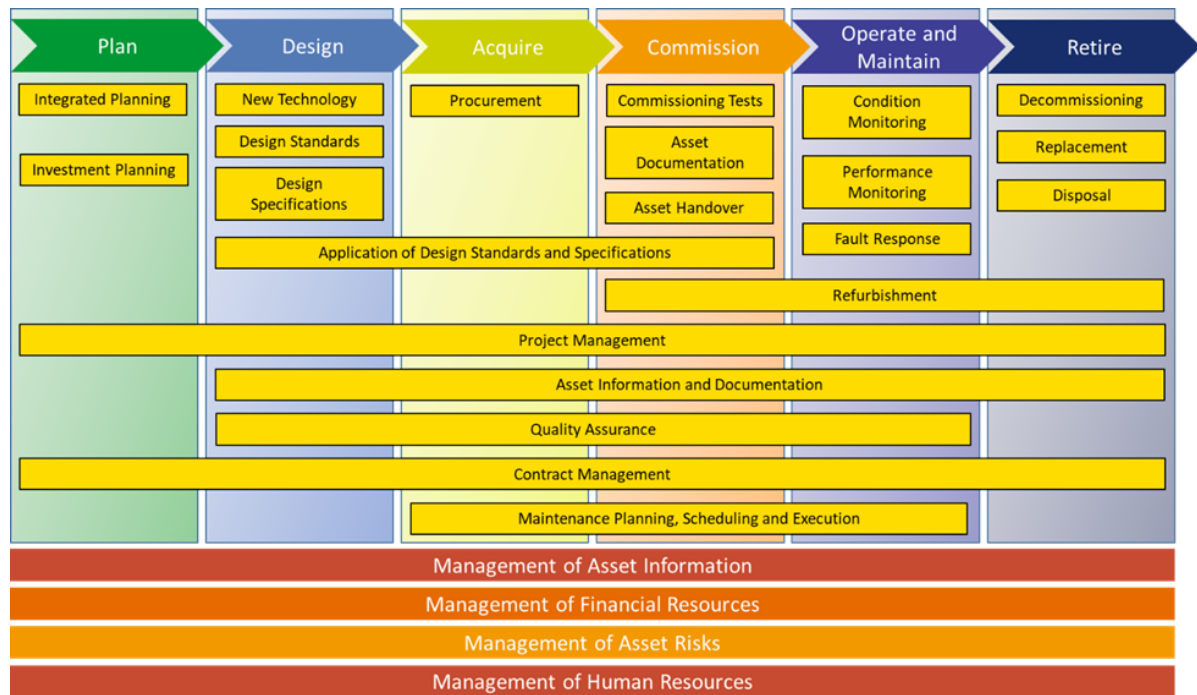 Plan
Design
Acquire
Commission
Operate and
Maintain
Retire
Integrated Planning
Investment Planning
New Technology
Design Standards
Design
Specifications
Procurement
Commissioning Tests
Asset
Documentation
Asset Handover
Condition
Monitoring
Performance
Monitoring
Fault Response
Decommissioning
Replacement
Disposal
Application of Design Standards and Specifications
Refurbishment
Project Management
Asset Information and Documentation
Quality Assurance
Contract Management
Maintenance Planning, Scheduling and Execution
Management of Asset Information
Management of Financial Resources
Management of Asset Risks
Management of Human Resources